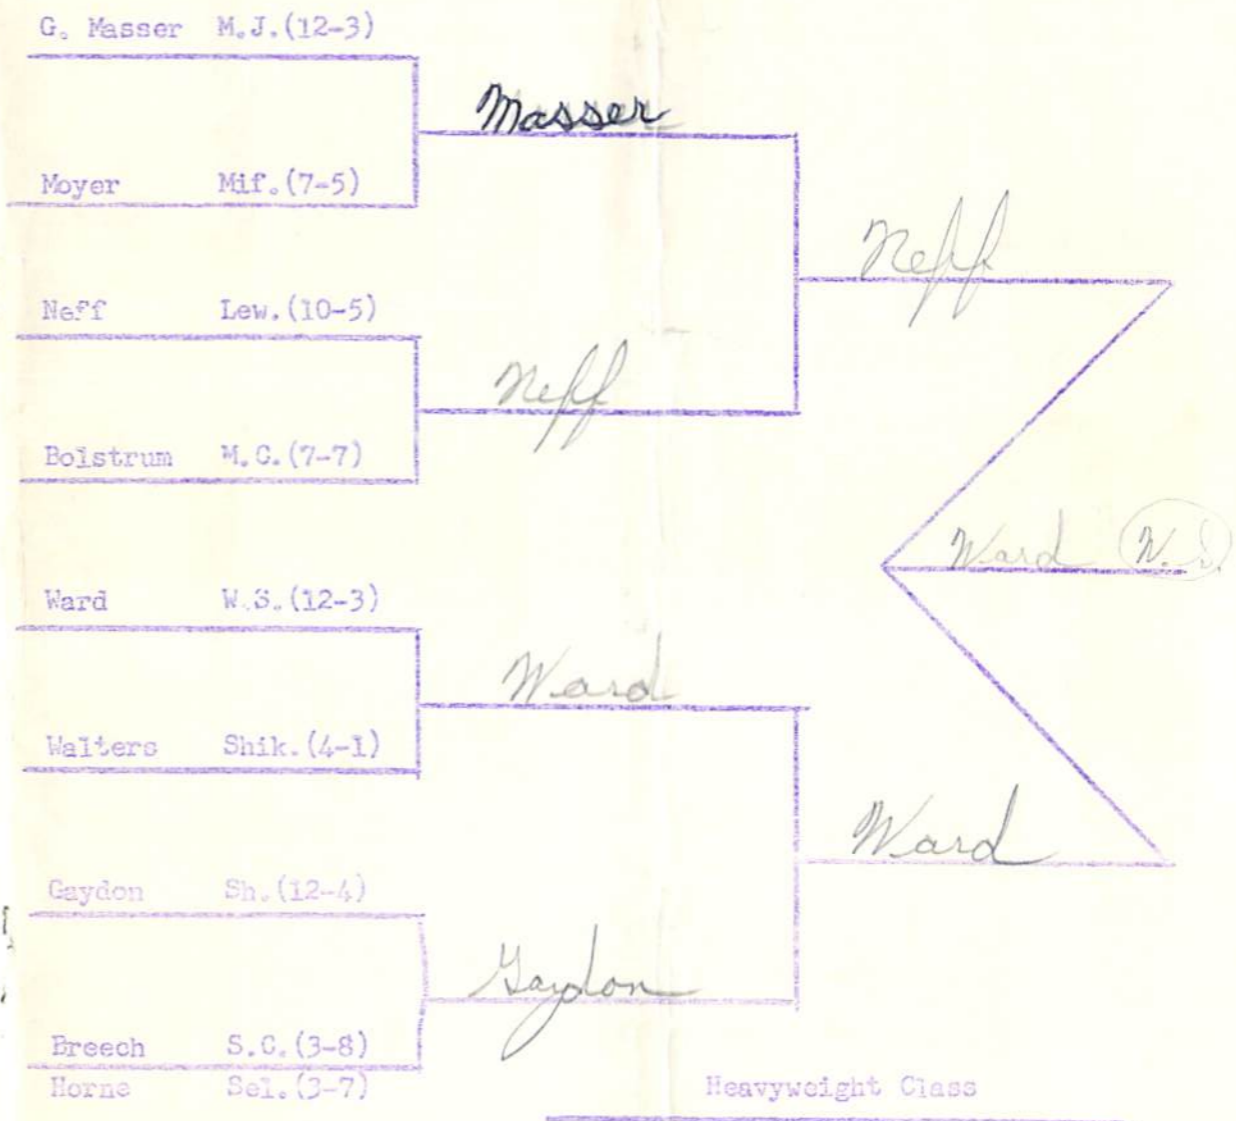 G. Masser M.J.(12-3)
Masser
Moyer Mif.(7-5)
Neff
Neff Lew.(10-5)
Neff
Bolstrum M.C.(7-7)
Ward W.S.
Ward W.S.(12-3)
Ward
Walters Shik.(4-1)
Ward
Gaydon Sh.(12-4)
Gaydon
Breech S.C.(3-8)
Horne Sel.(3-7)
Heavyweight Class